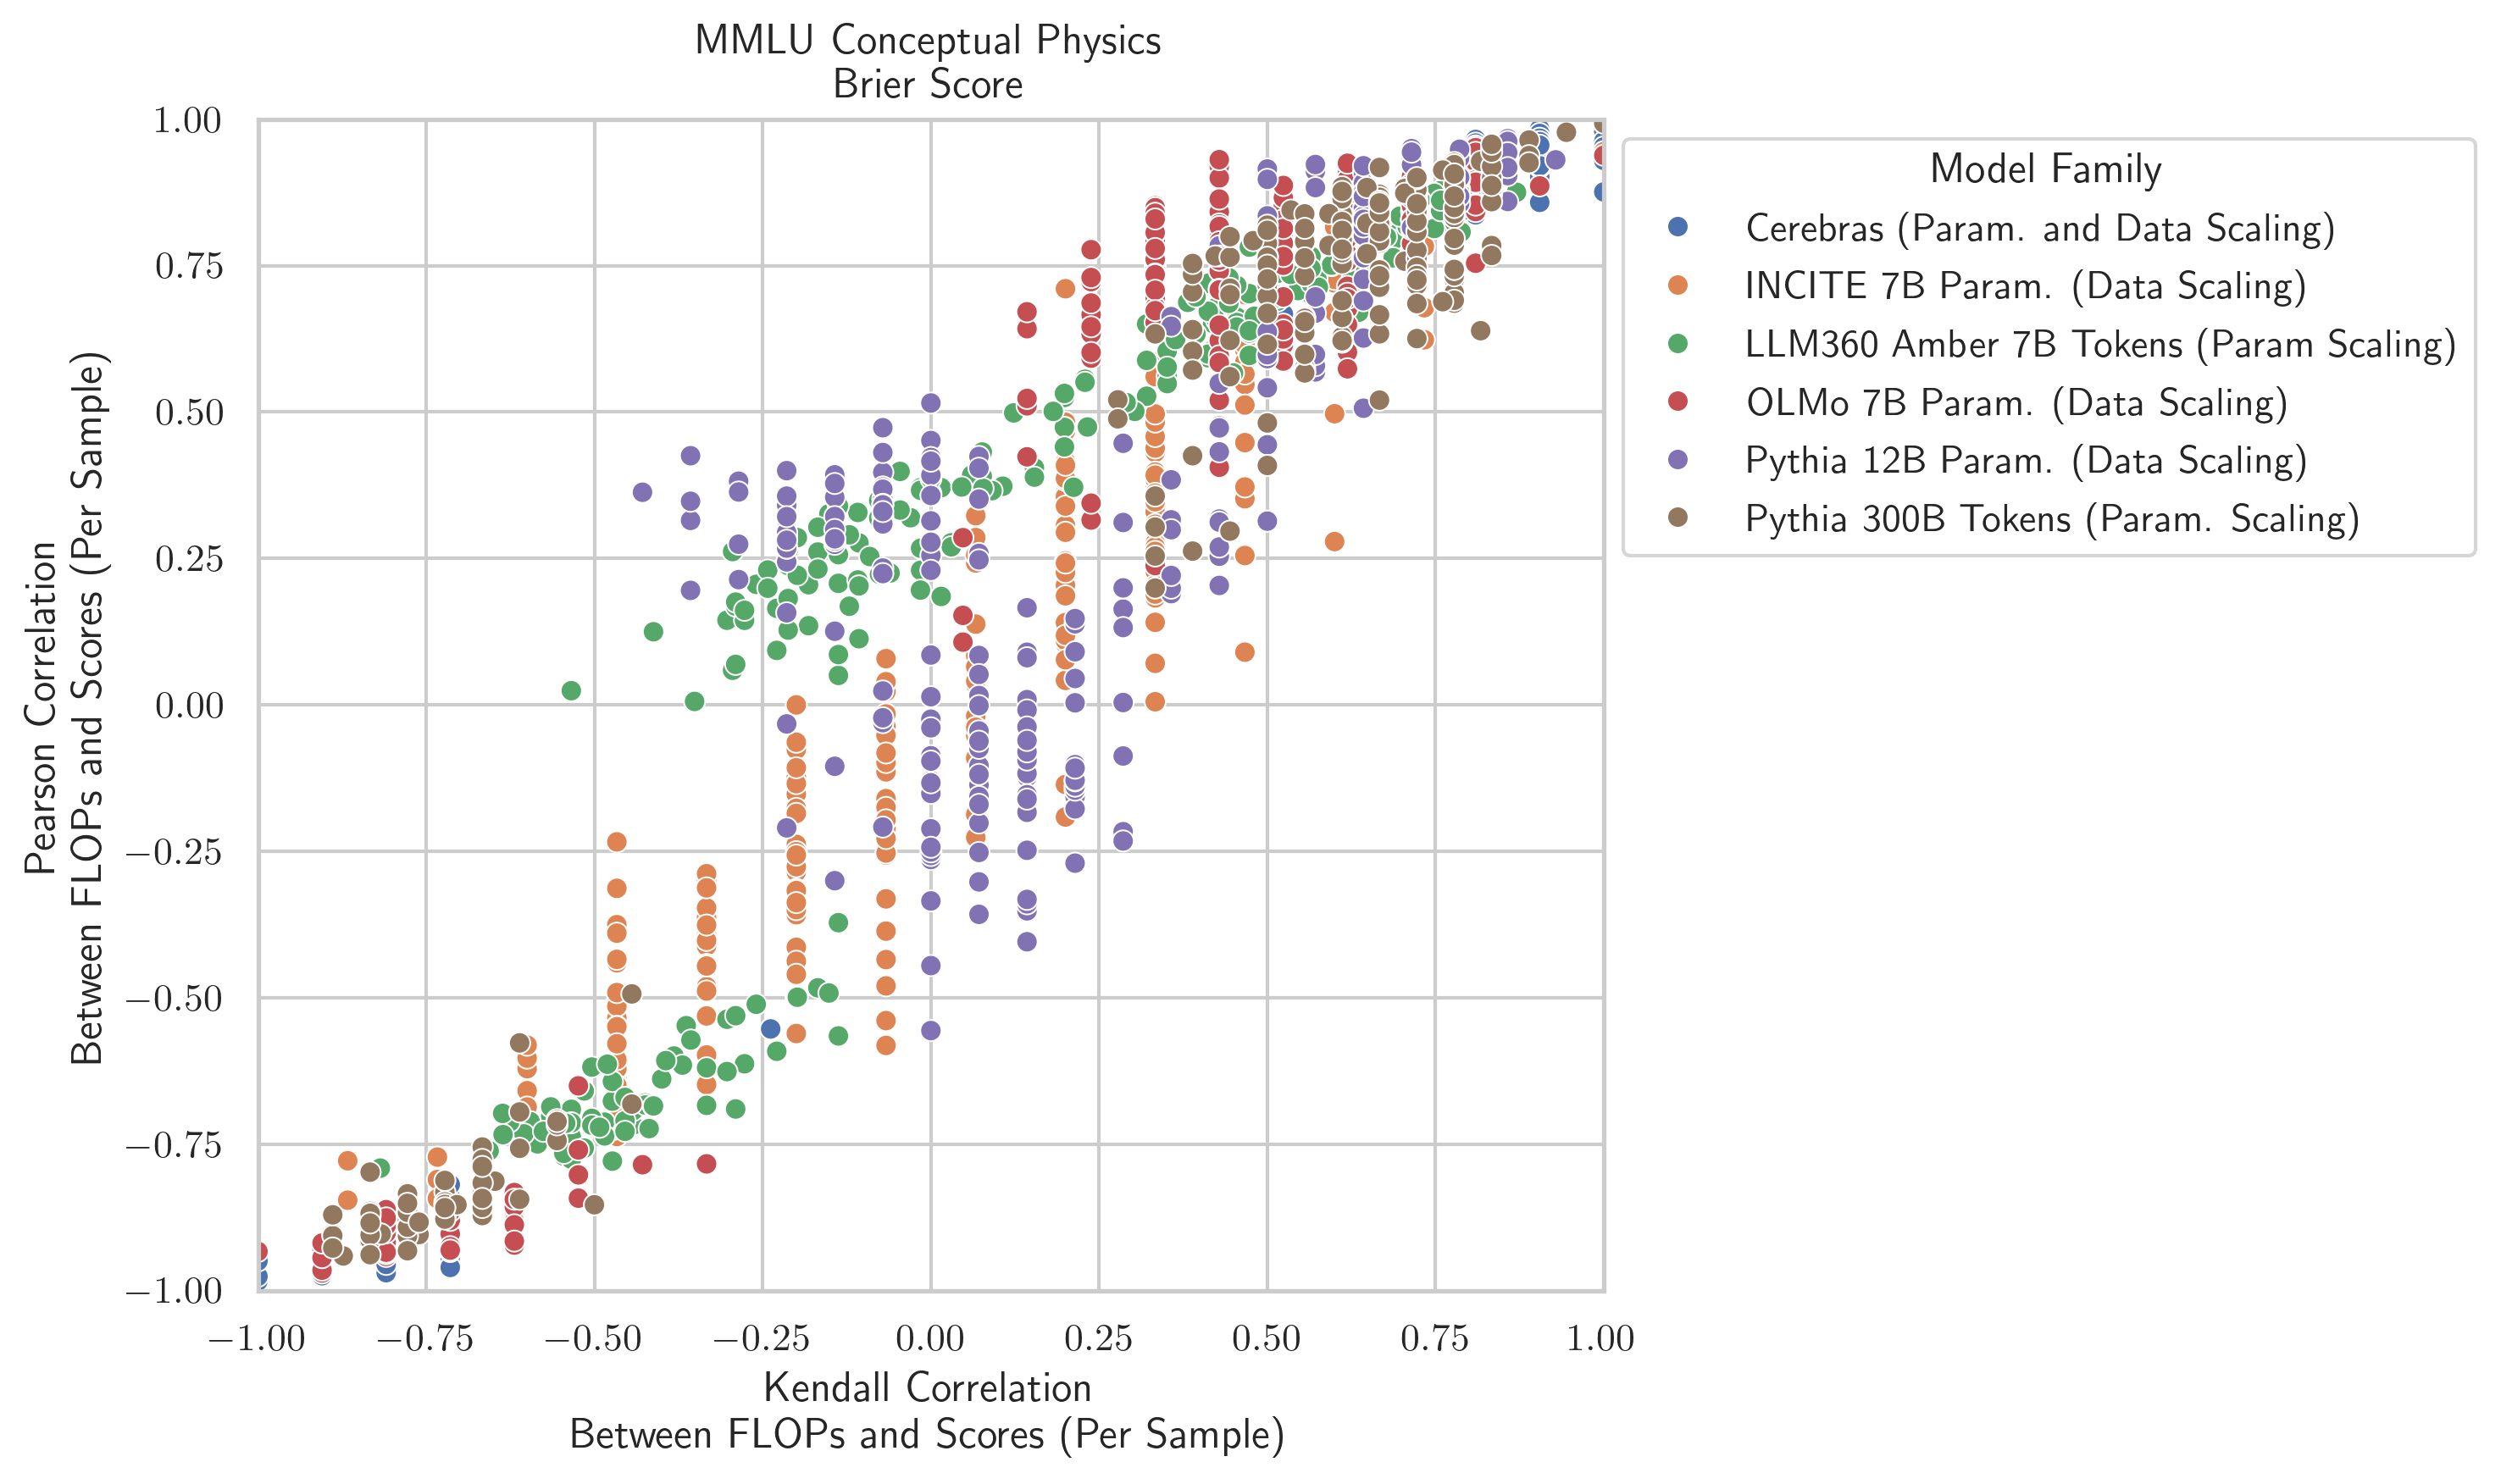 MMLU Conceptual Physics
Brier Score
Pearson Correlation
Between FLOPs and Scores (Per Sample)
1.00
0.75
0.50
0.25
0.00
−0.25
−0.50
−0.75
−1.00
−1.00
−0.75
−0.50
−0.25
0.00
0.25
0.50
0.75
1.00
Kendall Correlation
Between FLOPs and Scores (Per Sample)
Model Family
Cerebras (Param. and Data Scaling)
INCITE 7B Param. (Data Scaling)
LLM360 Amber 7B Tokens (Param Scaling)
OLMo 7B Param. (Data Scaling)
Pythia 12B Param. (Data Scaling)
Pythia 300B Tokens (Param. Scaling)